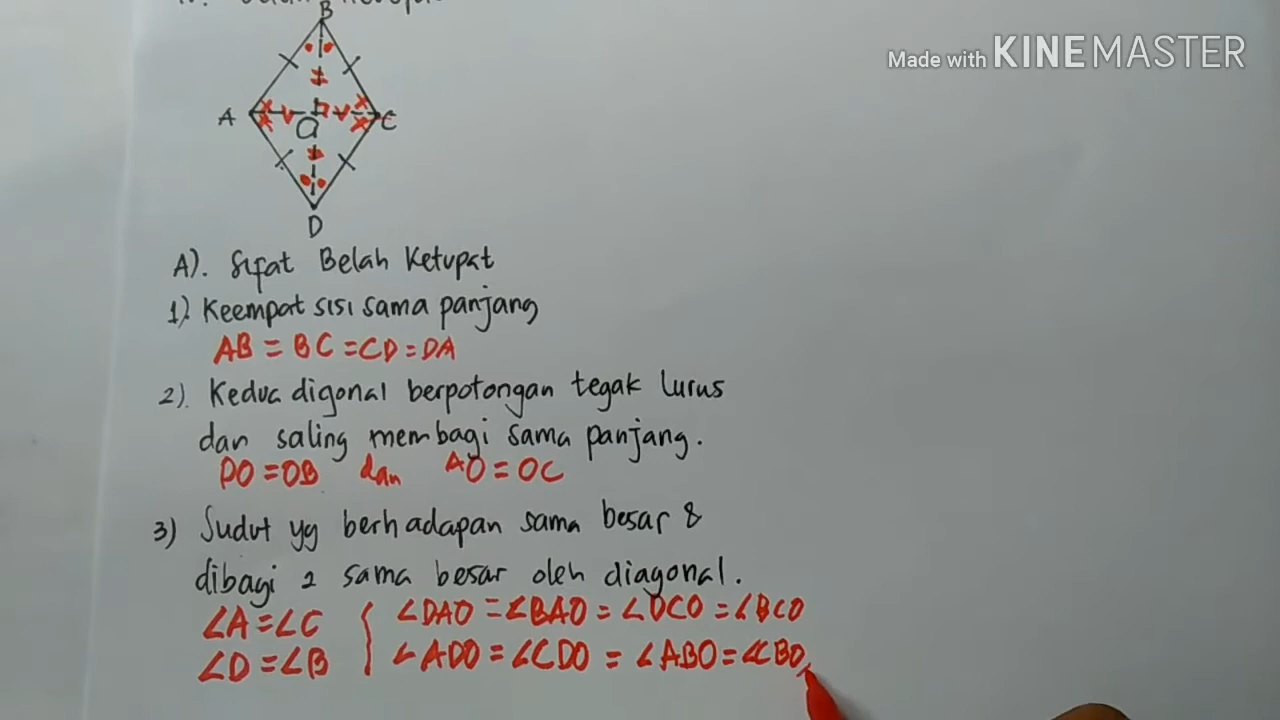 Made with KINEMASTER
B
A
C
O
D
A). Sifat Belah Ketupat
1). Keempat sisi sama panjang
AB = BC = CD = DA
2). Kedua digonal berpotongan tegak lurus
dan saling membagi sama panjang.
DO = OB dan AO = OC
3) Sudut yg berhadapan sama besar &
dibagi 2 sama besar oleh diagonal.
∠A = ∠C { ∠DAO = ∠BAO = ∠DCO = ∠BCO
∠D = ∠B ∠ADO = ∠CDO = ∠ABO = ∠CBO